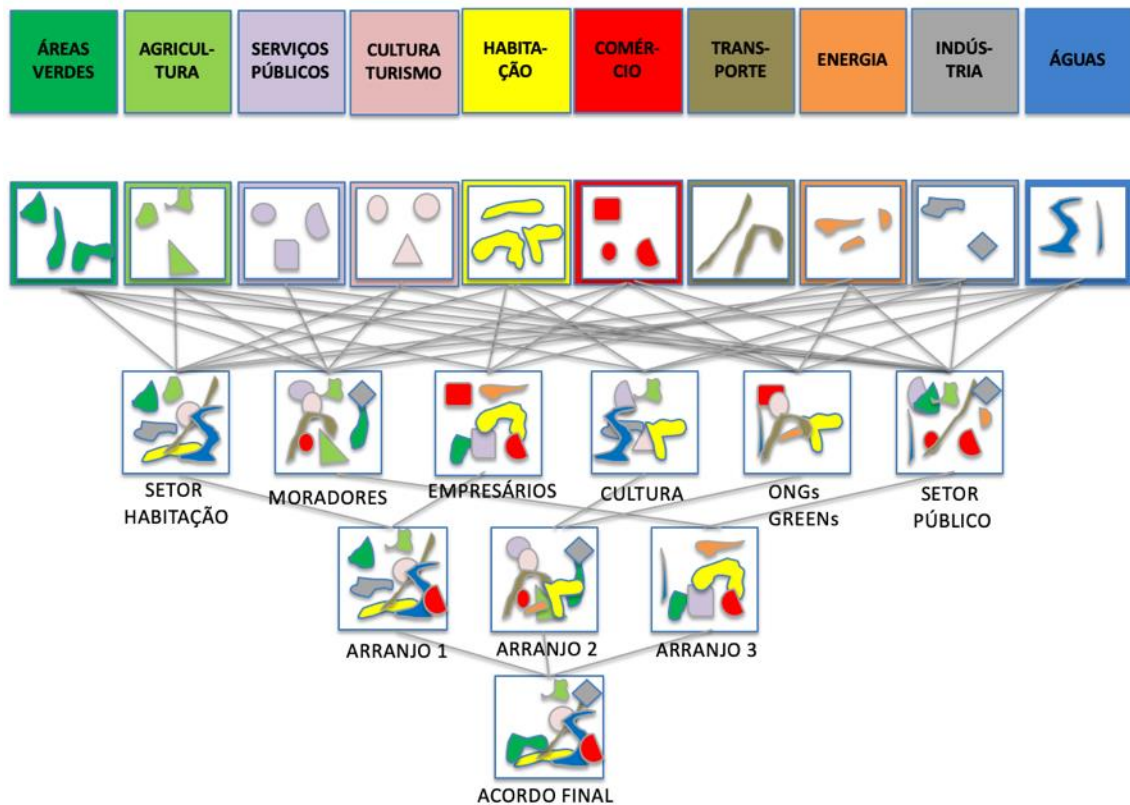 ÁREAS
VERDES
AGRICUL-
TURA
SERVIÇOS
PÚBLICOS
CULTURA
TURISMO
HABITA-
ÇÃO
COMÉR-
CIO
TRANS-
PORTE
ENERGIA
INDÚS-
TRIA
ÁGUAS
SETOR
HABITAÇÃO
MORADORES
EMPRESÁRIOS
CULTURA
ONGs
GREENs
SETOR
PÚBLICO
ARRANJO 1
ARRANJO 2
ARRANJO 3
ACORDO FINAL